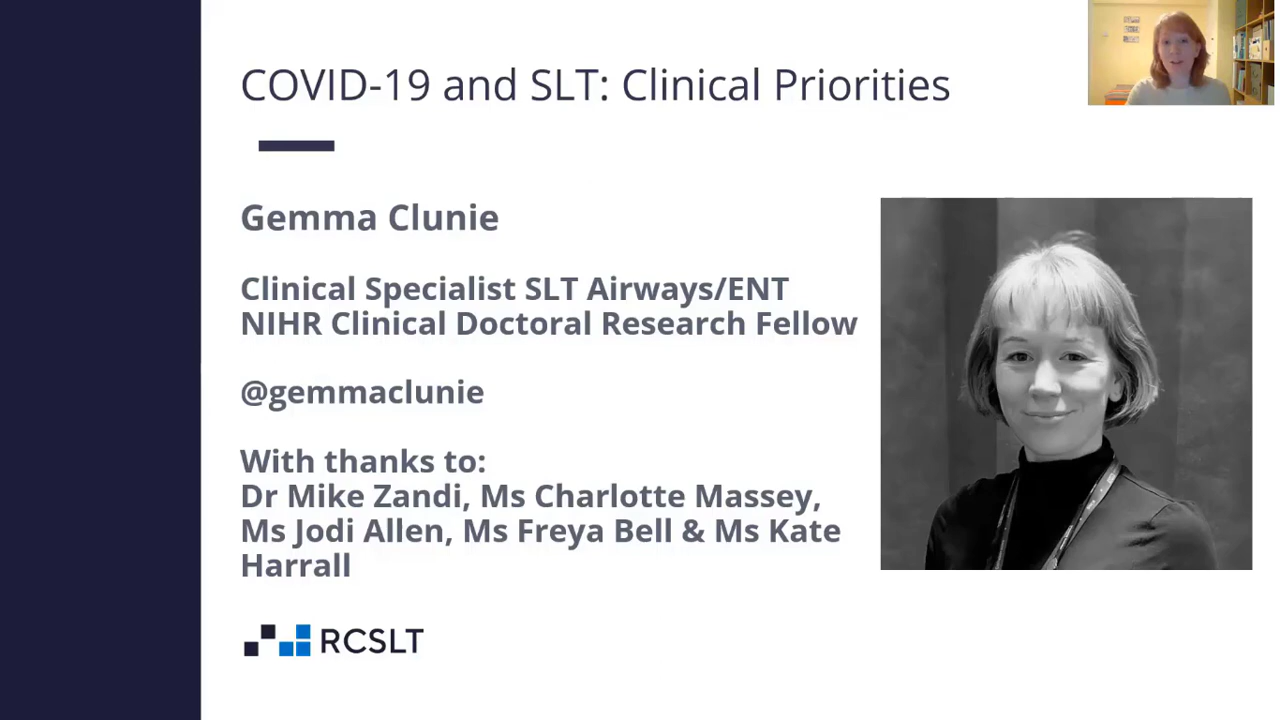 COVID-19 and SLT: Clinical Priorities
Gemma Clunie
Clinical Specialist SLT Airways/ENT
NIHR Clinical Doctoral Research Fellow
@gemmaclunie
With thanks to:
Dr Mike Zandi, Ms Charlotte Massey,
Ms Jodi Allen, Ms Freya Bell & Ms Kate
Harrall
RCSLT